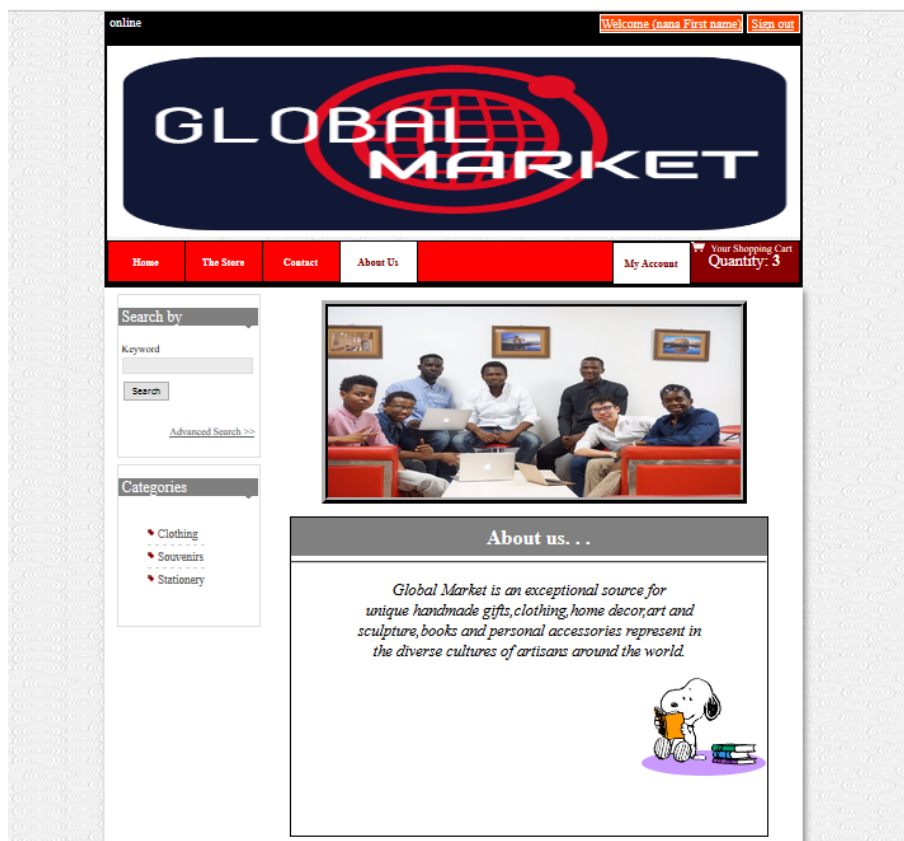 online
Welcome (nana First name) Sign out
GLOBAL
MARKET
Home The Store Contact About Us My Account
Your Shopping Cart
Quantity: 3
Search by
Keyword
Search
Advanced Search >>
Categories
Clothing
Souvenirs
Stationery
About us. . .
Global Market is an exceptional source for
unique handmade gifts,clothing,home decor,art and
sculpture,books and personal accessories represent in
the diverse cultures of artisans around the world.